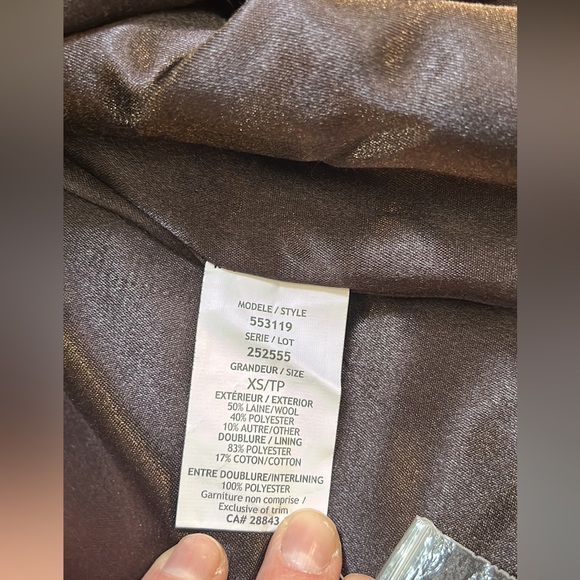 MODELE / STYLE
553119
SERIE / LOT
252555
GRANDEUR / SIZE
XS/TP
EXTÉRIEUR / EXTERIOR
50% LAINE/WOOL
40% POLYESTER
10% AUTRE/OTHER
DOUBLURE / LINING
83% POLYESTER
17% COTON/COTTON
ENTRE DOUBLURE/INTERLINING
100% POLYESTER
Garniture non comprise /
Exclusive of trim
CA# 28843